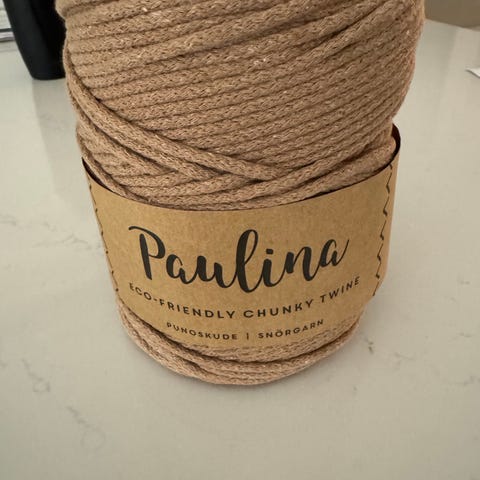 Paulina
ECO-FRIENDLY CHUNKY TWINE
PUNOSKUDE | SNÖRGARN